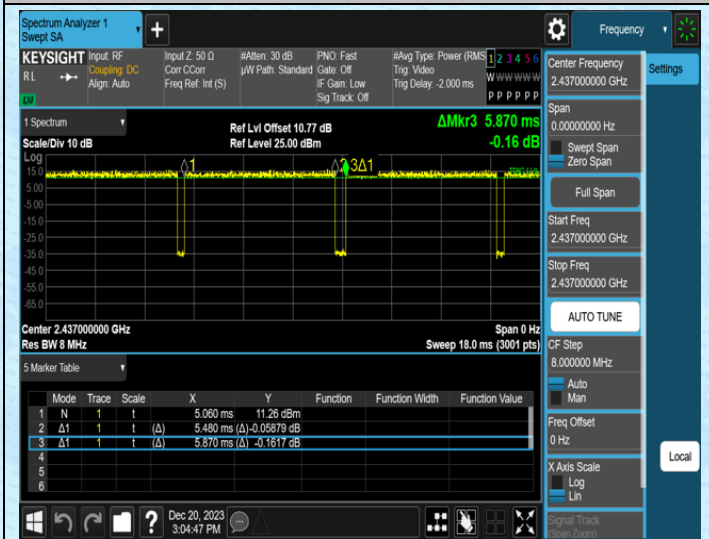 Spectrum Analyzer 1
Swept SA
Frequency
KEYSIGHT
RL
Input: RF
Coupling: DC
Align: Auto
Input Z: 50 Ω
Corr CCorr
Freq Ref: Int (S)
#Atten: 30 dB
µW Path: Standard
PNO: Fast
Gate: Off
IF Gain: Low
Sig Track: Off
#Avg Type: Power (RMS
Trig: Video
Trig Delay: -2.000 ms
1 2 3 4 5 6
W W W W W W
P P P P P P
1 Spectrum
Scale/Div 10 dB
Log
Ref Lvl Offset 10.77 dB
Ref Level 25.00 dBm
ΔMkr3 5.870 ms
-0.16 dB
15.0
5.00
-5.00
-15.0
-25.0
-35.0
-45.0
-55.0
-65.0
1
3Δ1
Center 2.437000000 GHz
Res BW 8 MHz
Span 0 Hz
Sweep 18.0 ms (3001 pts)
5 Marker Table
Mode Trace Scale X Y Function Function Width Function Value
1 N 1 t 5.060 ms 11.26 dBm
2 Δ1 1 t (Δ) 5.480 ms (Δ) -0.05879 dB
3 Δ1 1 t (Δ) 5.870 ms (Δ) -0.1617 dB
4
5
6
Dec 20, 2023
3:04:47 PM
Center Frequency
2.437000000 GHz
Span
0.00000000 Hz
Swept Span
Zero Span
Full Span
Start Freq
2.437000000 GHz
Stop Freq
2.437000000 GHz
AUTO TUNE
CF Step
8.000000 MHz
Auto
Man
Freq Offset
0 Hz
X Axis Scale
Log
Lin
Signal Track
(Span Zoom)
Settings
Local